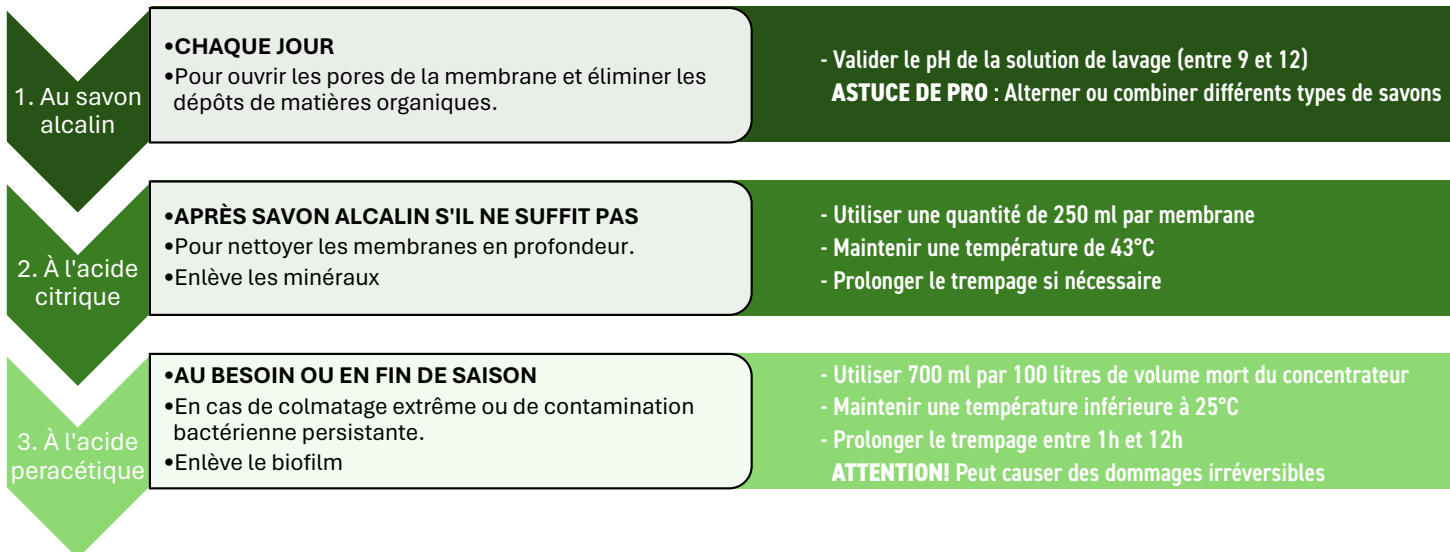 1. Au savon
alcalin
•CHAQUE JOUR
•Pour ouvrir les pores de la membrane et éliminer les
dépôts de matières organiques.
- Valider le pH de la solution de lavage (entre 9 et 12)
ASTUCE DE PRO : Alterner ou combiner différents types de savons
2. À l'acide
citrique
•APRÈS SAVON ALCALIN S'IL NE SUFFIT PAS
•Pour nettoyer les membranes en profondeur.
•Enlève les minéraux
- Utiliser une quantité de 250 ml par membrane
- Maintenir une température de 43°C
- Prolonger le trempage si nécessaire
3. À l'acide
peracétique
•AU BESOIN OU EN FIN DE SAISON
•En cas de colmatage extrême ou de contamination
bactérienne persistante.
•Enlève le biofilm
- Utiliser 700 ml par 100 litres de volume mort du concentrateur
- Maintenir une température inférieure à 25°C
- Prolonger le trempage entre 1h et 12h
ATTENTION! Peut causer des dommages irréversibles